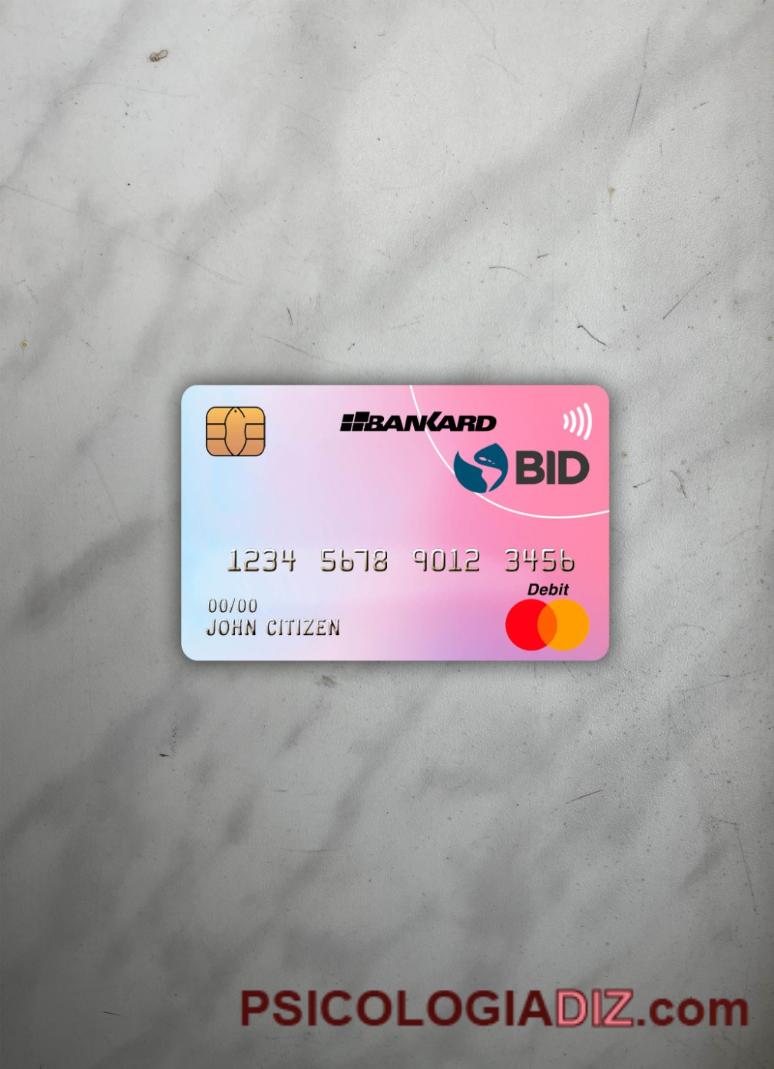 BANKARD
BID
1234 5678 9012 3456
Debit
00/00
JOHN CITIZEN
PSICOLOGIADIZ.com